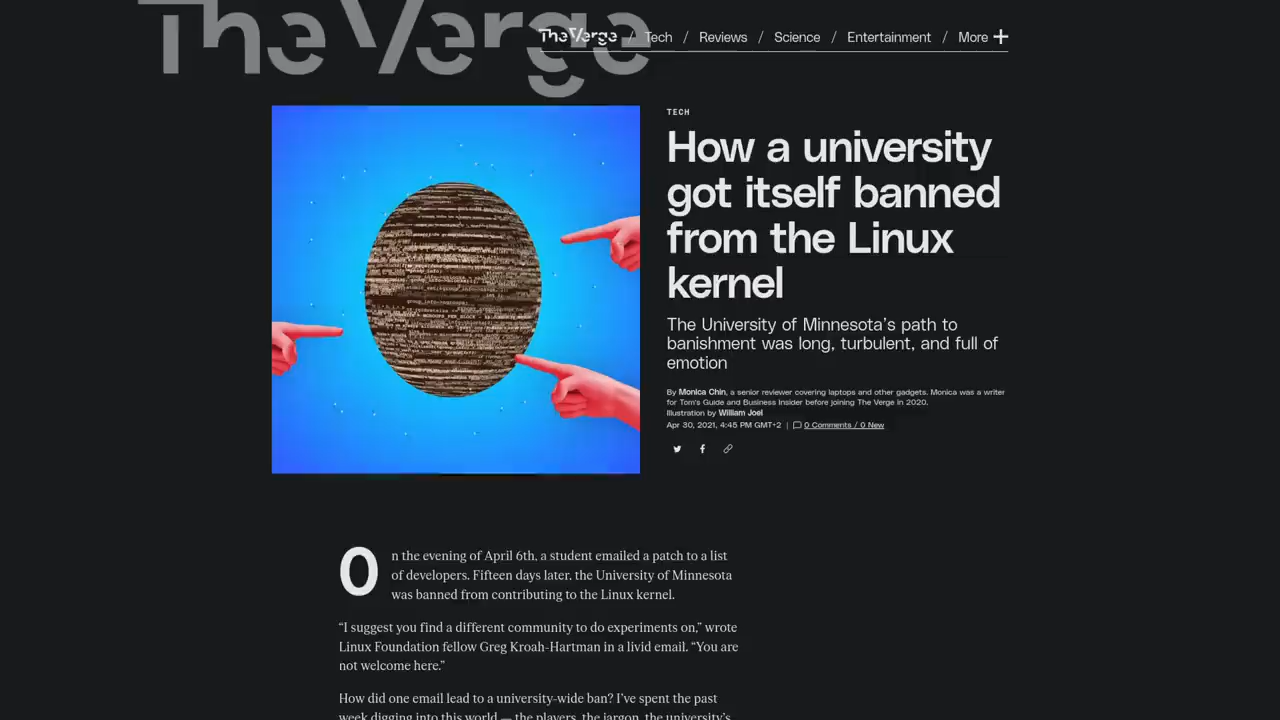 The Verge
The Verge / Tech / Reviews / Science / Entertainment / More +
TECH
How a university
got itself banned
from the Linux
kernel
The University of Minnesota's path to
banishment was long, turbulent, and full of
emotion
By Monica Chin, a senior reviewer covering laptops and other gadgets. Monica was a writer
for Tom's Guide and Business Insider before joining The Verge in 2020.
Illustration by William Joel
Apr 30, 2021, 4:45 PM GMT+2 | 0 Comments / 0 New
On the evening of April 6th, a student emailed a patch to a list
of developers. Fifteen days later, the University of Minnesota
was banned from contributing to the Linux kernel.
“I suggest you find a different community to do experiments on,” wrote
Linux Foundation fellow Greg Kroah-Hartman in a livid email. “You are
not welcome here.”
How did one email lead to a university-wide ban? I’ve spent the past
week digging into this world — the players, the jargon, the university’s